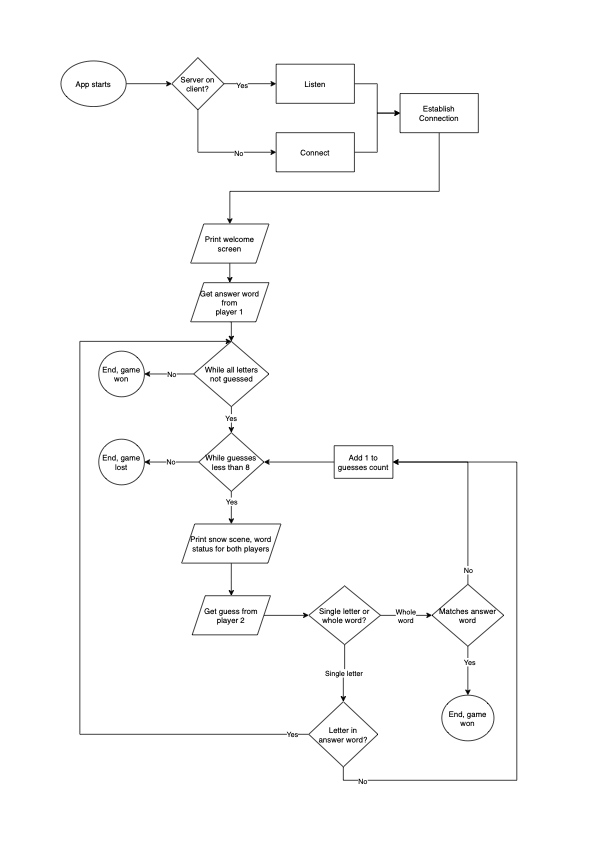 App starts
Server on
client?
Yes
Listen
No
Connect
Establish
Connection
Print welcome
screen
Get answer word
from
player 1
While all letters
not guessed
No
End, game
won
Yes
While guesses
less than 8
No
End, game
lost
Add 1 to
guesses count
Yes
Print snow scene, word
status for both players
Get guess from
player 2
Single letter or
whole word?
Whole
word
Matches answer
word
No
Yes
End, game
won
Single letter
Letter in
answer word?
Yes
No